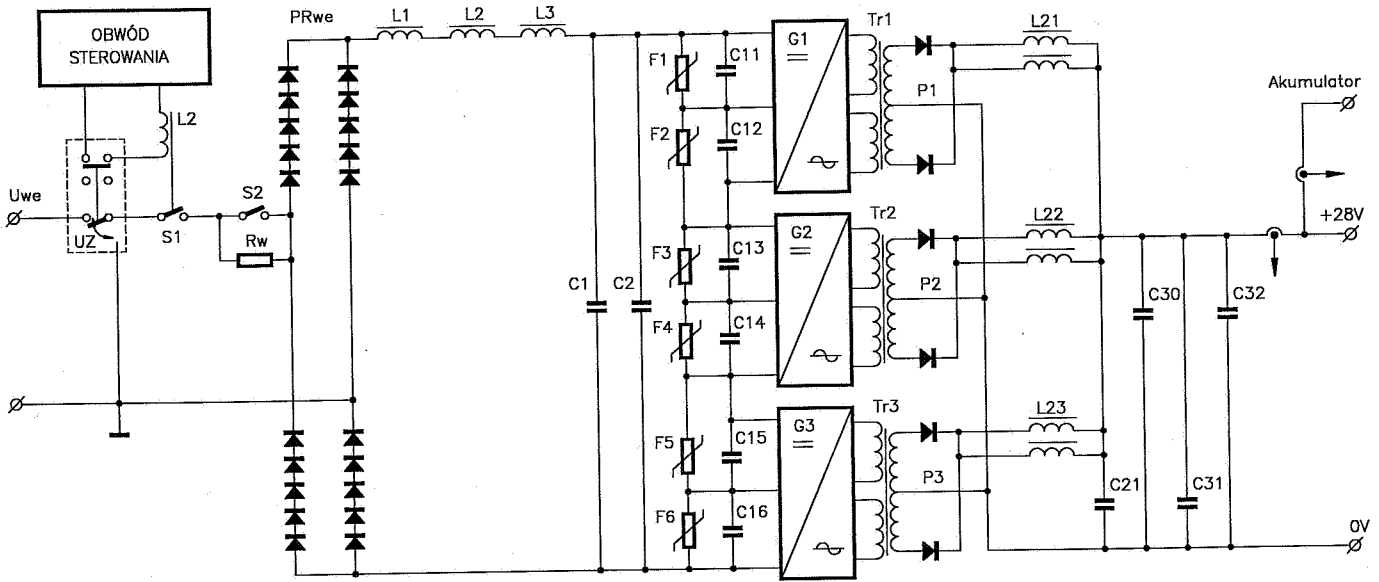 OBWÓD
STEROWANIA
L2
Uwe
UZ
S1
S2
Rw
PRwe
L1
L2
L3
C1
C2
F1
F2
F3
F4
F5
F6
C11
C12
C13
C14
C15
C16
G1
G2
G3
Tr1
Tr2
Tr3
P1
P2
P3
L21
L22
L23
C21
C30
C31
C32
Akumulator
+28V
0V